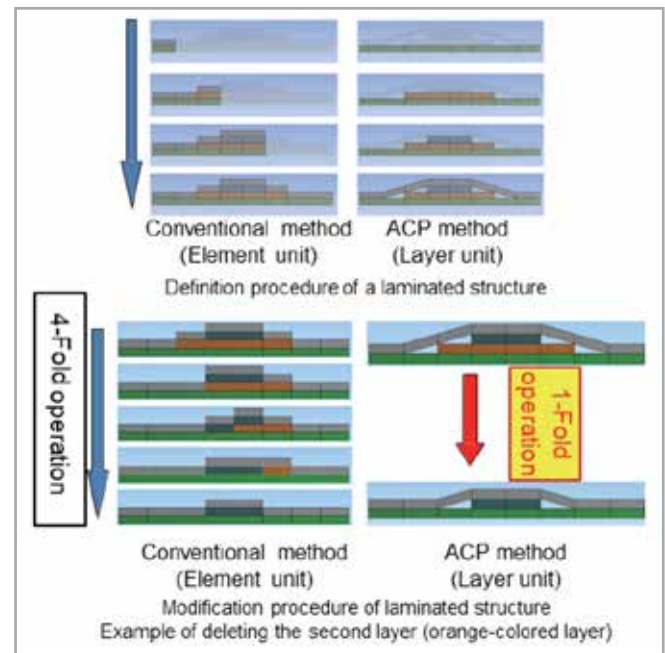 Conventional method
(Element unit)
ACP method
(Layer unit)
Definition procedure of a laminated structure
4-Fold operation
1-Fold
operation
Conventional method
(Element unit)
ACP method
(Layer unit)
Modification procedure of laminated structure
Example of deleting the second layer (orange-colored layer)